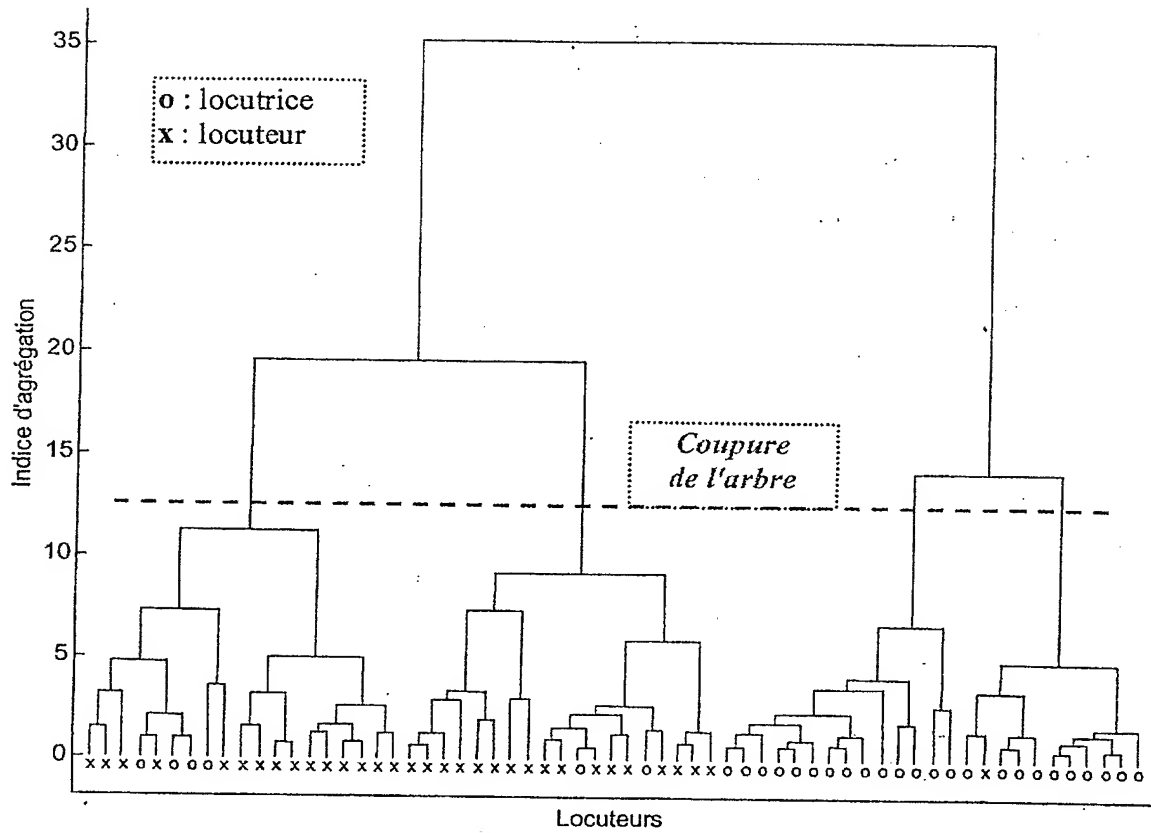 35
o : locutrice
x : locuteur
30
25
20
15
10
5
0
Indice d'agrégation
Coupure
de l'arbre
x x x o x o o o x x x x x x x x x x x x x x x x x x x x x o x x x o x x x x o o o o o o o o o o o o o o o x o o o o o o o o o
Locuteurs